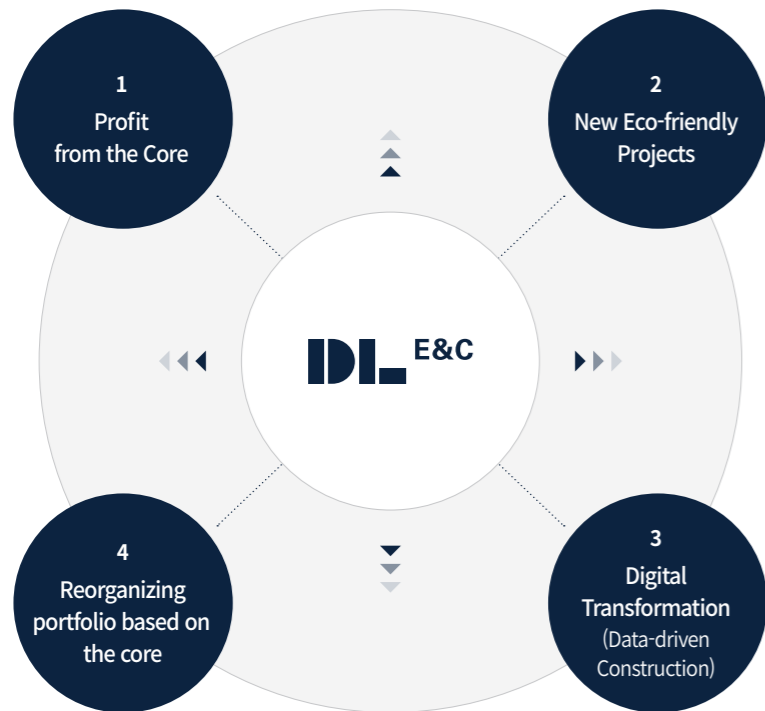 1
Profit
from the Core
2
New Eco-friendly
Projects
DL E&C
4
Reorganizing
portfolio based on
the core
3
Digital
Transformation
(Data-driven
Construction)